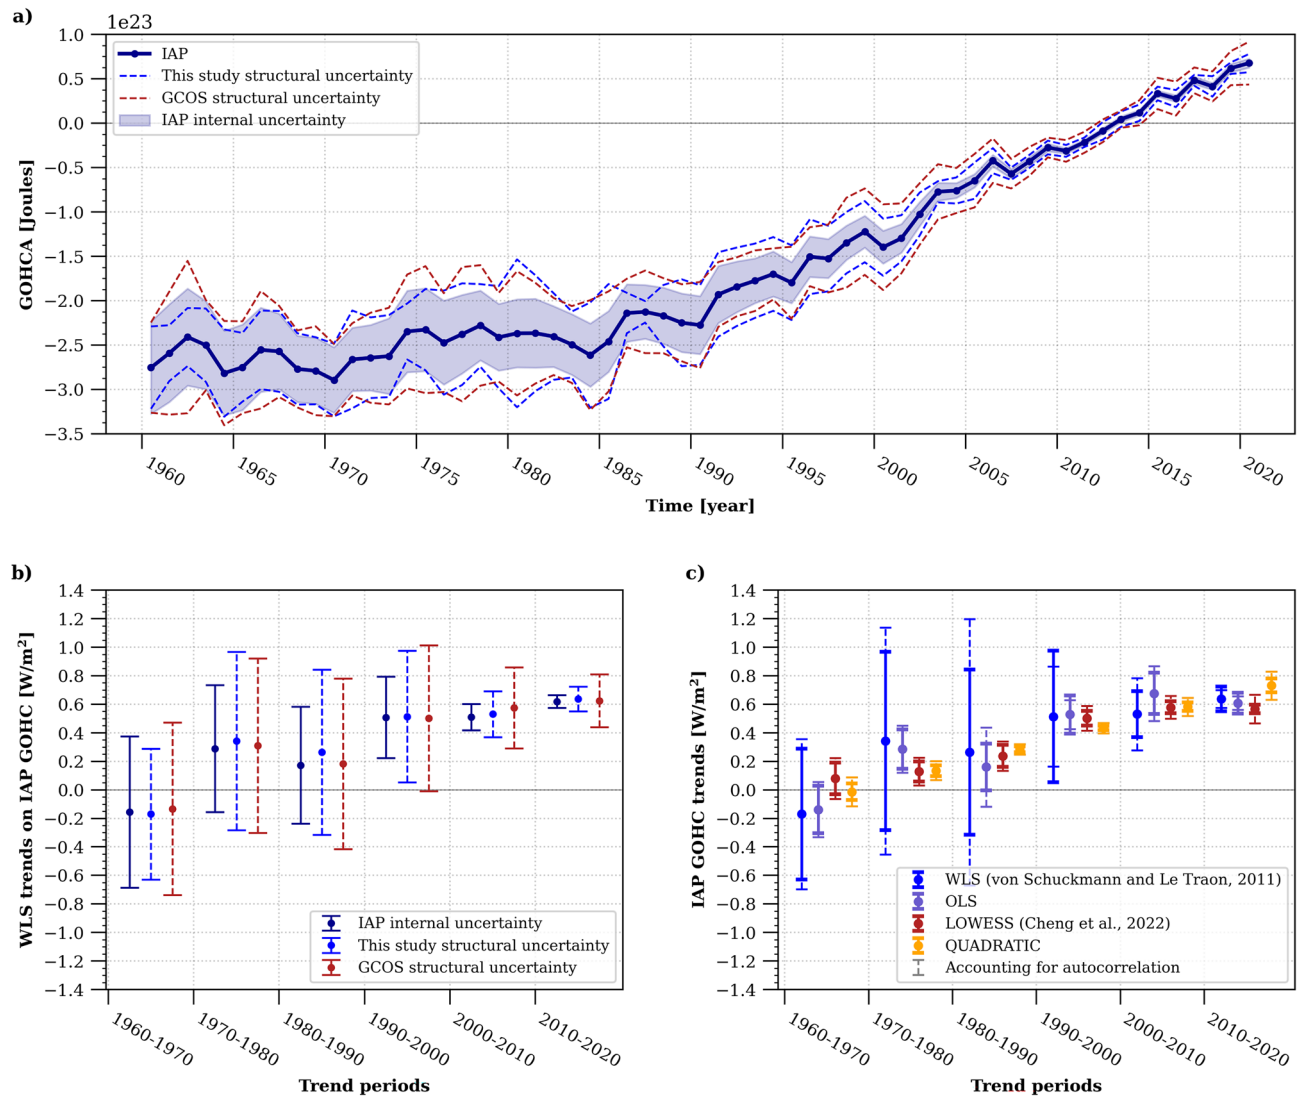 a)
1e23
1.0
0.5
0.0
−0.5
−1.0
−1.5
−2.0
−2.5
−3.0
−3.5
GOHCA [Joules]
IAP
This study structural uncertainty
GCOS structural uncertainty
IAP internal uncertainty
1960
1965
1970
1975
1980
1985
1990
1995
2000
2005
2010
2015
2020
Time [year]
b)
1.4
1.2
1.0
0.8
0.6
0.4
0.2
0.0
−0.2
−0.4
−0.6
−0.8
−1.0
−1.2
−1.4
WLS trends on IAP GOHC [W/m²]
IAP internal uncertainty
This study structural uncertainty
GCOS structural uncertainty
1960-1970
1970-1980
1980-1990
1990-2000
2000-2010
2010-2020
Trend periods
c)
1.4
1.2
1.0
0.8
0.6
0.4
0.2
0.0
−0.2
−0.4
−0.6
−0.8
−1.0
−1.2
−1.4
IAP GOHC trends [W/m²]
WLS (von Schuckmann and Le Traon, 2011)
OLS
LOWESS (Cheng et al., 2022)
QUADRATIC
Accounting for autocorrelation
1960-1970
1970-1980
1980-1990
1990-2000
2000-2010
2010-2020
Trend periods